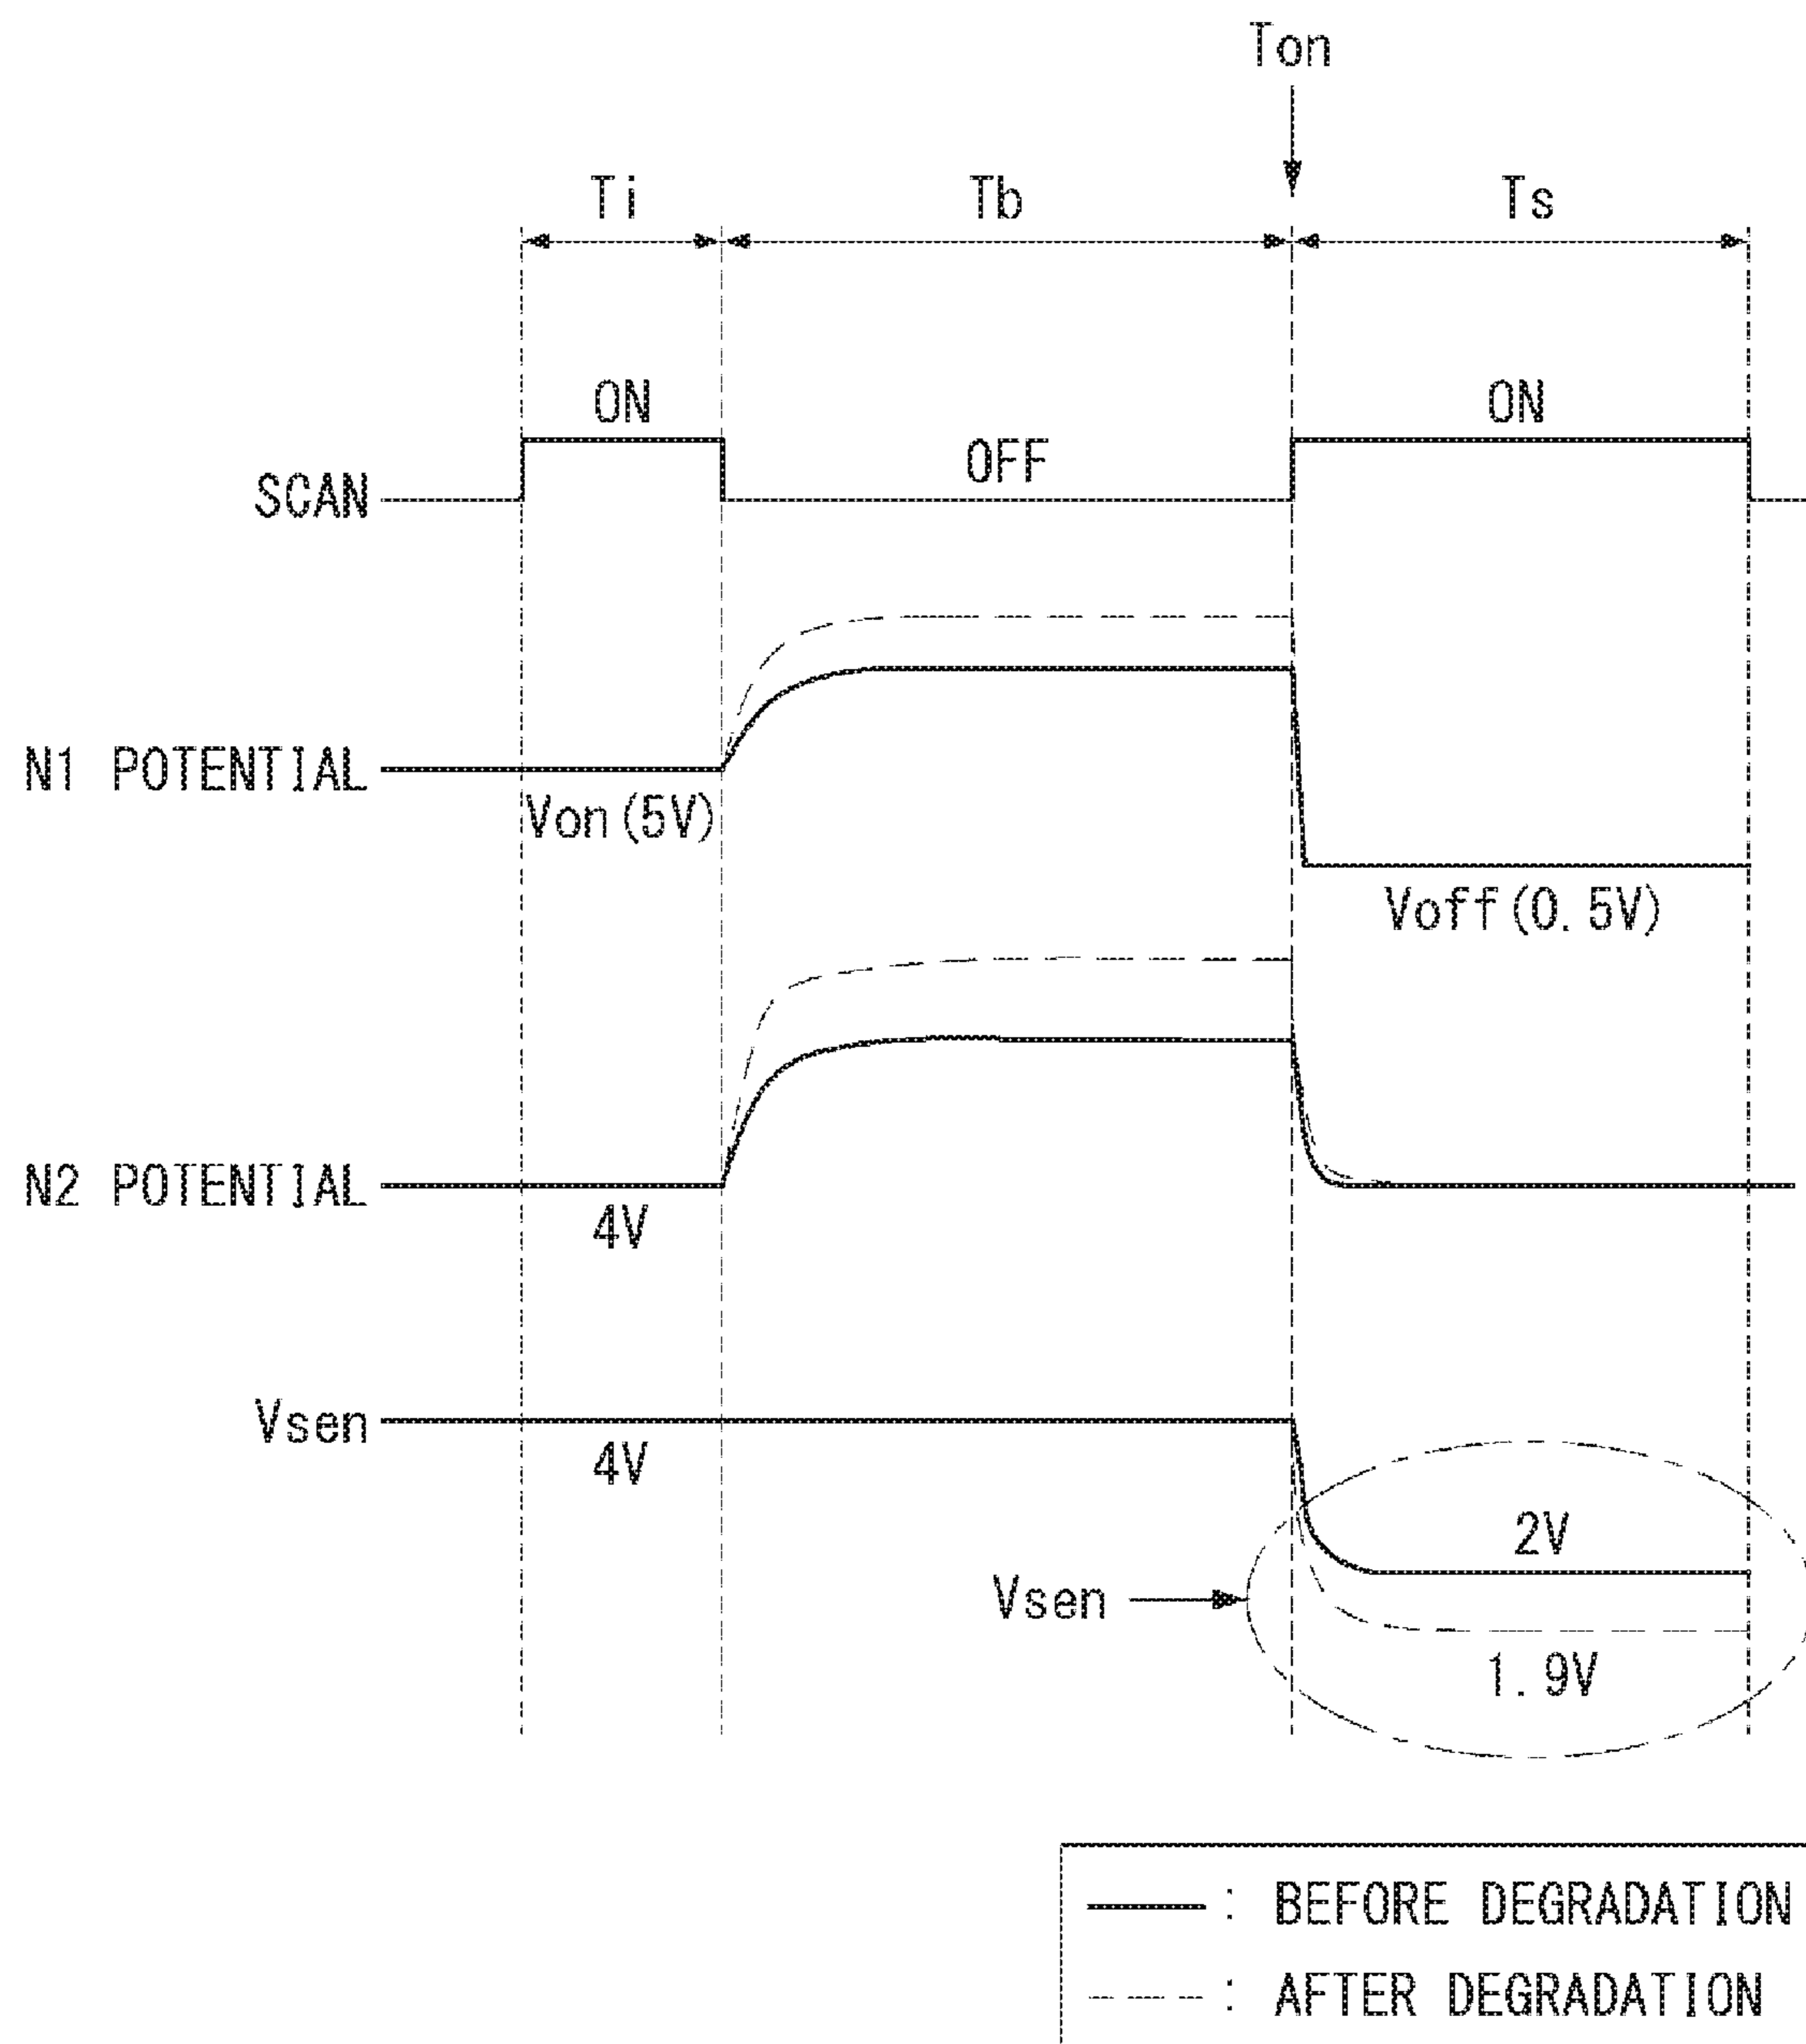 Ton
Ti Tb Ts
ON ON
OFF
SCAN
N1 POTENTIAL
Von(5V)
Voff(0.5V)
N2 POTENTIAL
4V
Vsen
4V
2V
Vsen
1.9V
: BEFORE DEGRADATION
: AFTER DEGRADATION